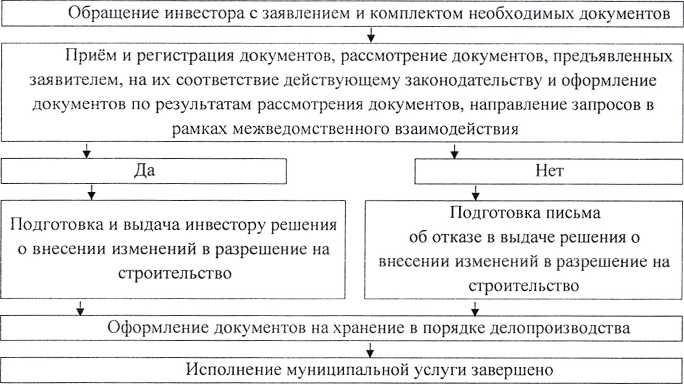 Обращение инвестора с заявлением и комплектом необходимых документов
Приём и регистрация документов, рассмотрение документов, предъявленных
заявителем, на их соответствие действующему законодательству и оформление
документов по результатам рассмотрения документов, направление запросов в
рамках межведомственного взаимодействия
Да
Нет
Подготовка и выдача инвестору решения
о внесении изменений в разрешение на
строительство
Подготовка письма
об отказе в выдаче решения о
внесении изменений в разрешение на
строительство
Оформление документов на хранение в порядке делопроизводства
Исполнение муниципальной услуги завершено